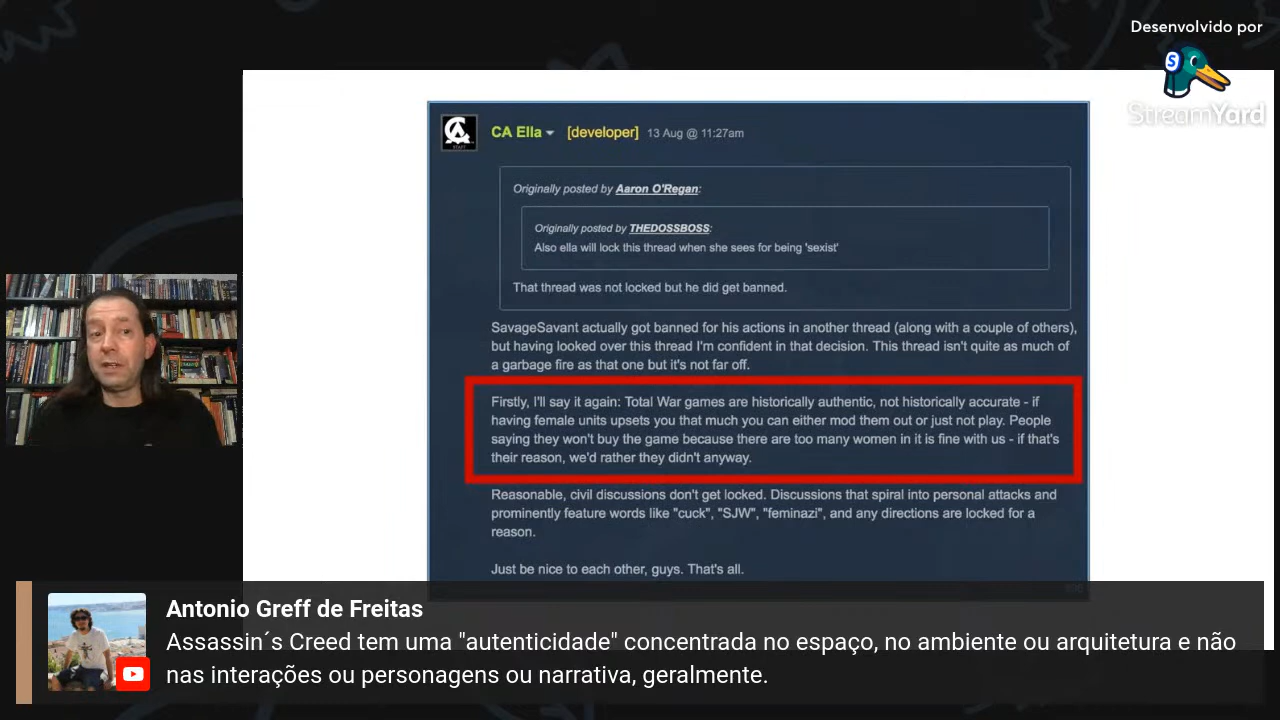 Desenvolvido por
S
StreamYard
CA Ella [developer] 13 Aug @ 11:27am
STAFF
Originally posted by Aaron O'Regan:
Originally posted by THEDOSSBOSS:
Also ella will lock this thread when she sees for being 'sexist'
That thread was not locked but he did get banned.
SavageSavant actually got banned for his actions in another thread (along with a couple of others),
but having looked over this thread I'm confident in that decision. This thread isn't quite as much of
a garbage fire as that one but it's not far off.
Firstly, I'll say it again: Total War games are historically authentic, not historically accurate - if
having female units upsets you that much you can either mod them out or just not play. People
saying they won't buy the game because there are too many women in it is fine with us - if that's
their reason, we'd rather they didn't anyway.
Reasonable, civil discussions don't get locked. Discussions that spiral into personal attacks and
prominently feature words like "cuck", "SJW", "feminazi", and any directions are locked for a
reason.
Just be nice to each other, guys. That's all.
Antonio Greff de Freitas
Assassin´s Creed tem uma "autenticidade" concentrada no espaço, no ambiente ou arquitetura e não
nas interações ou personagens ou narrativa, geralmente.